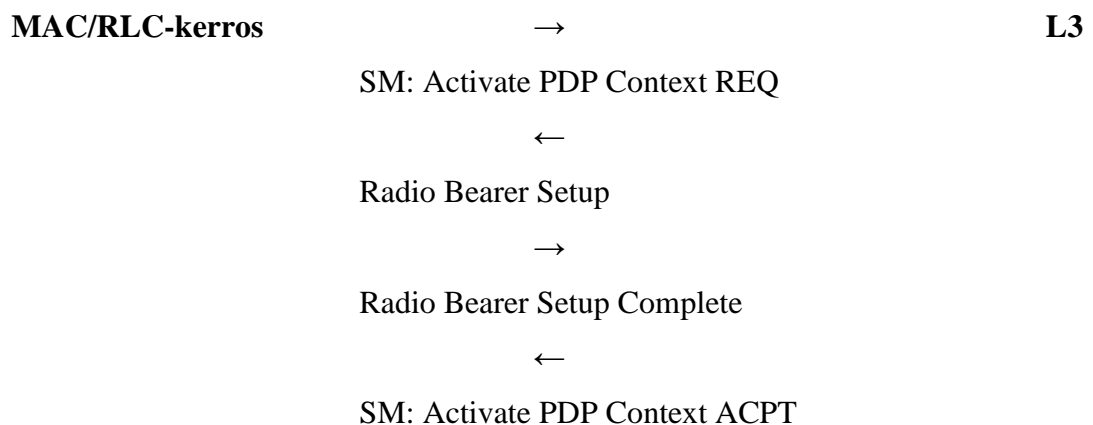 MAC/RLC-kerros → L3
SM: Activate PDP Context REQ
←
Radio Bearer Setup
→
Radio Bearer Setup Complete
←
SM: Activate PDP Context ACPT